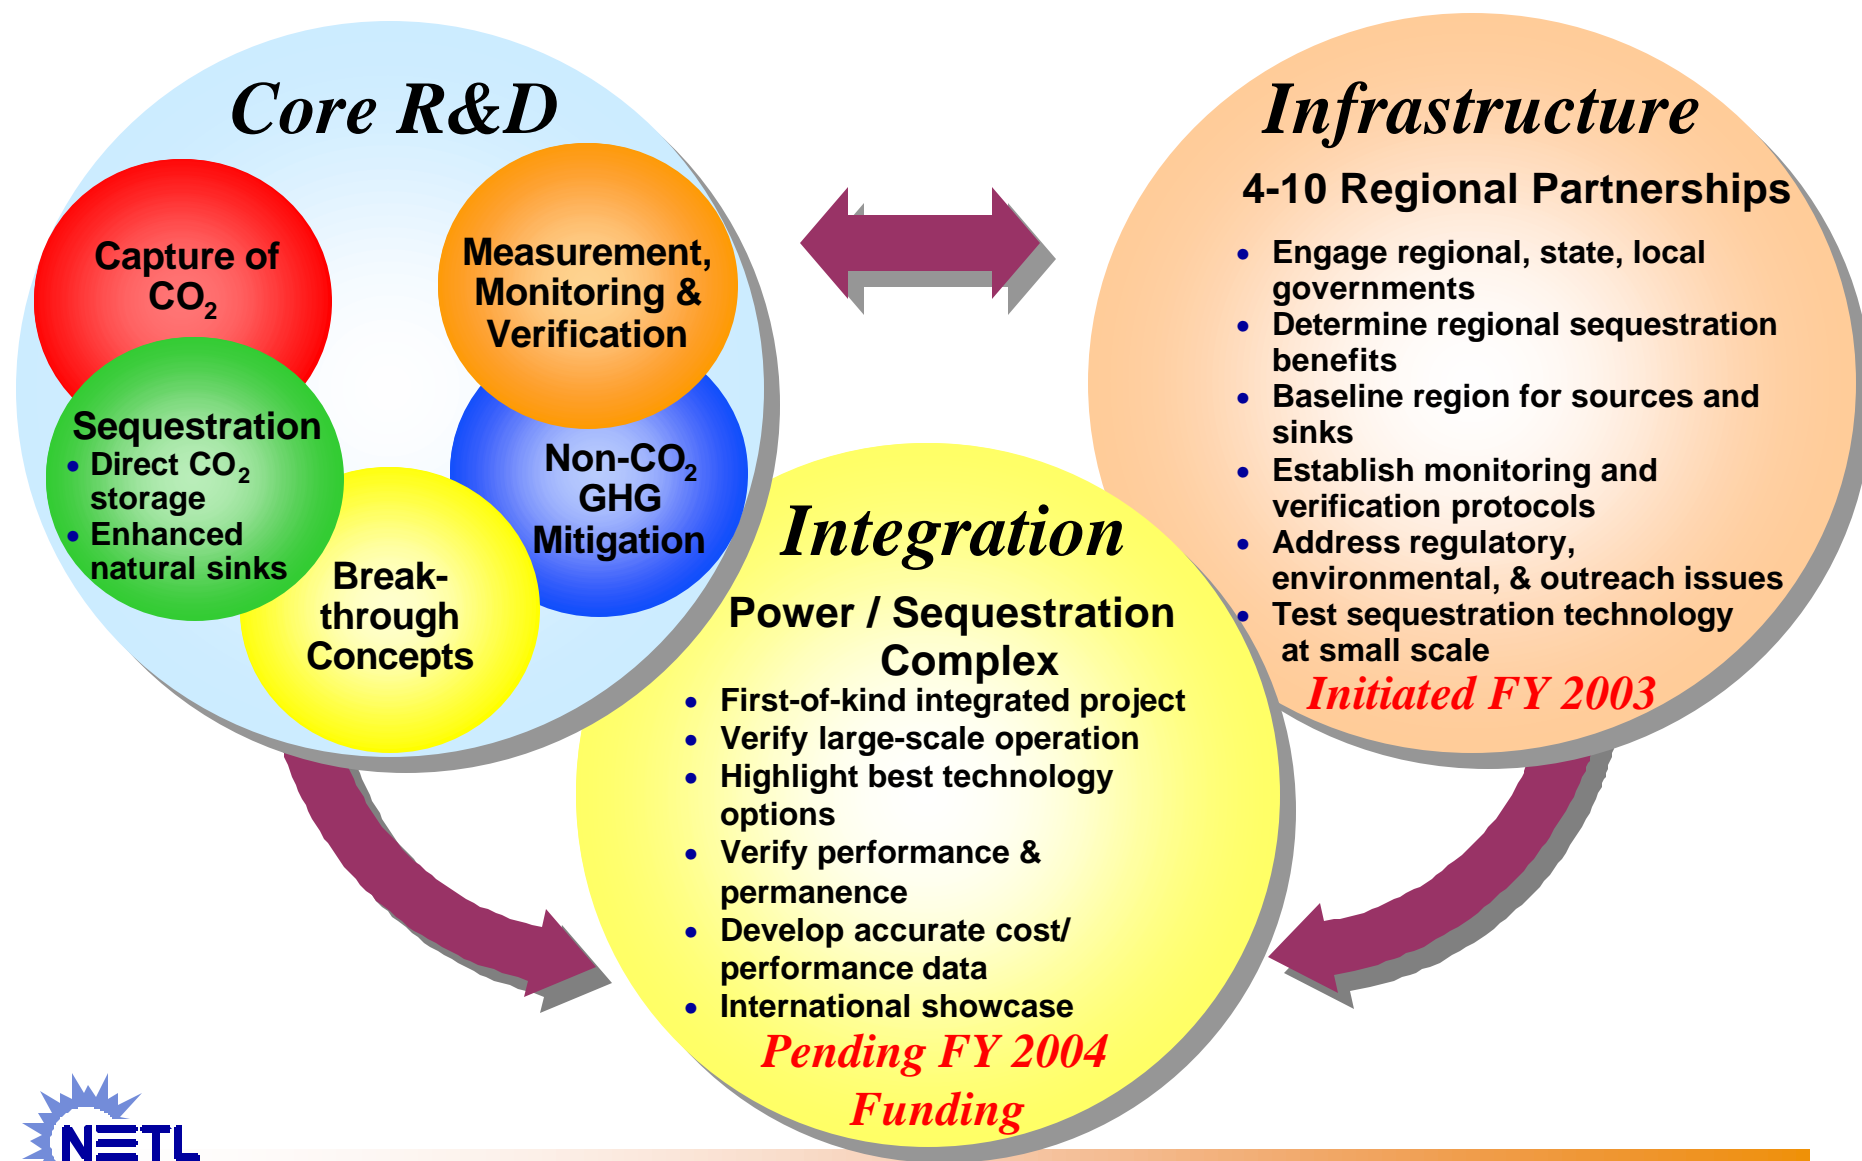 Core R&D
Capture of
CO2
Measurement,
Monitoring &
Verification
Sequestration
• Direct CO2
storage
• Enhanced
natural sinks
Non-CO2
GHG
Mitigation
Break-
through
Concepts
Infrastructure
4-10 Regional Partnerships
• Engage regional, state, local
governments
• Determine regional sequestration
benefits
• Baseline region for sources and
sinks
• Establish monitoring and
verification protocols
• Address regulatory,
environmental, & outreach issues
• Test sequestration technology
at small scale
Initiated FY 2003
Integration
Power / Sequestration
Complex
• First-of-kind integrated project
• Verify large-scale operation
• Highlight best technology
options
• Verify performance &
permanence
• Develop accurate cost/
performance data
• International showcase
Pending FY 2004
Funding
NETL